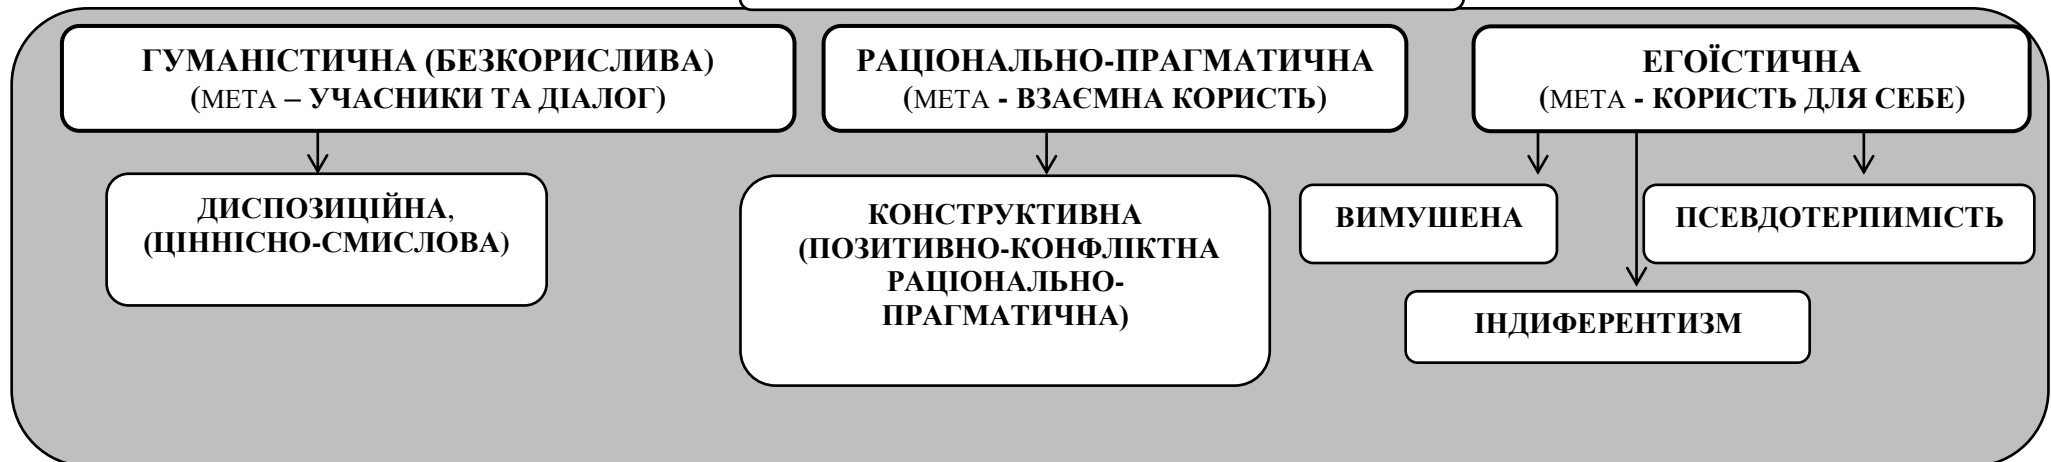 ГУМАНІСТИЧНА (БЕЗКОРИСЛИВА)
(МЕТА – УЧАСНИКИ ТА ДІАЛОГ)
РАЦІОНАЛЬНО-ПРАГМАТИЧНА
(МЕТА - ВЗАЄМНА КОРИСТЬ)
ЕГОЇСТИЧНА
(МЕТА - КОРИСТЬ ДЛЯ СЕБЕ)
ДИСПОЗИЦІЙНА,
(ЦІННІСНО-СМИСЛОВА)
КОНСТРУКТИВНА
(ПОЗИТИВНО-КОНФЛІКТНА
РАЦІОНАЛЬНО-
ПРАГМАТИЧНА)
ВИМУШЕНА
ПСЕВДОТЕРПИМІСТЬ
ІНДИФЕРЕНТИЗМ